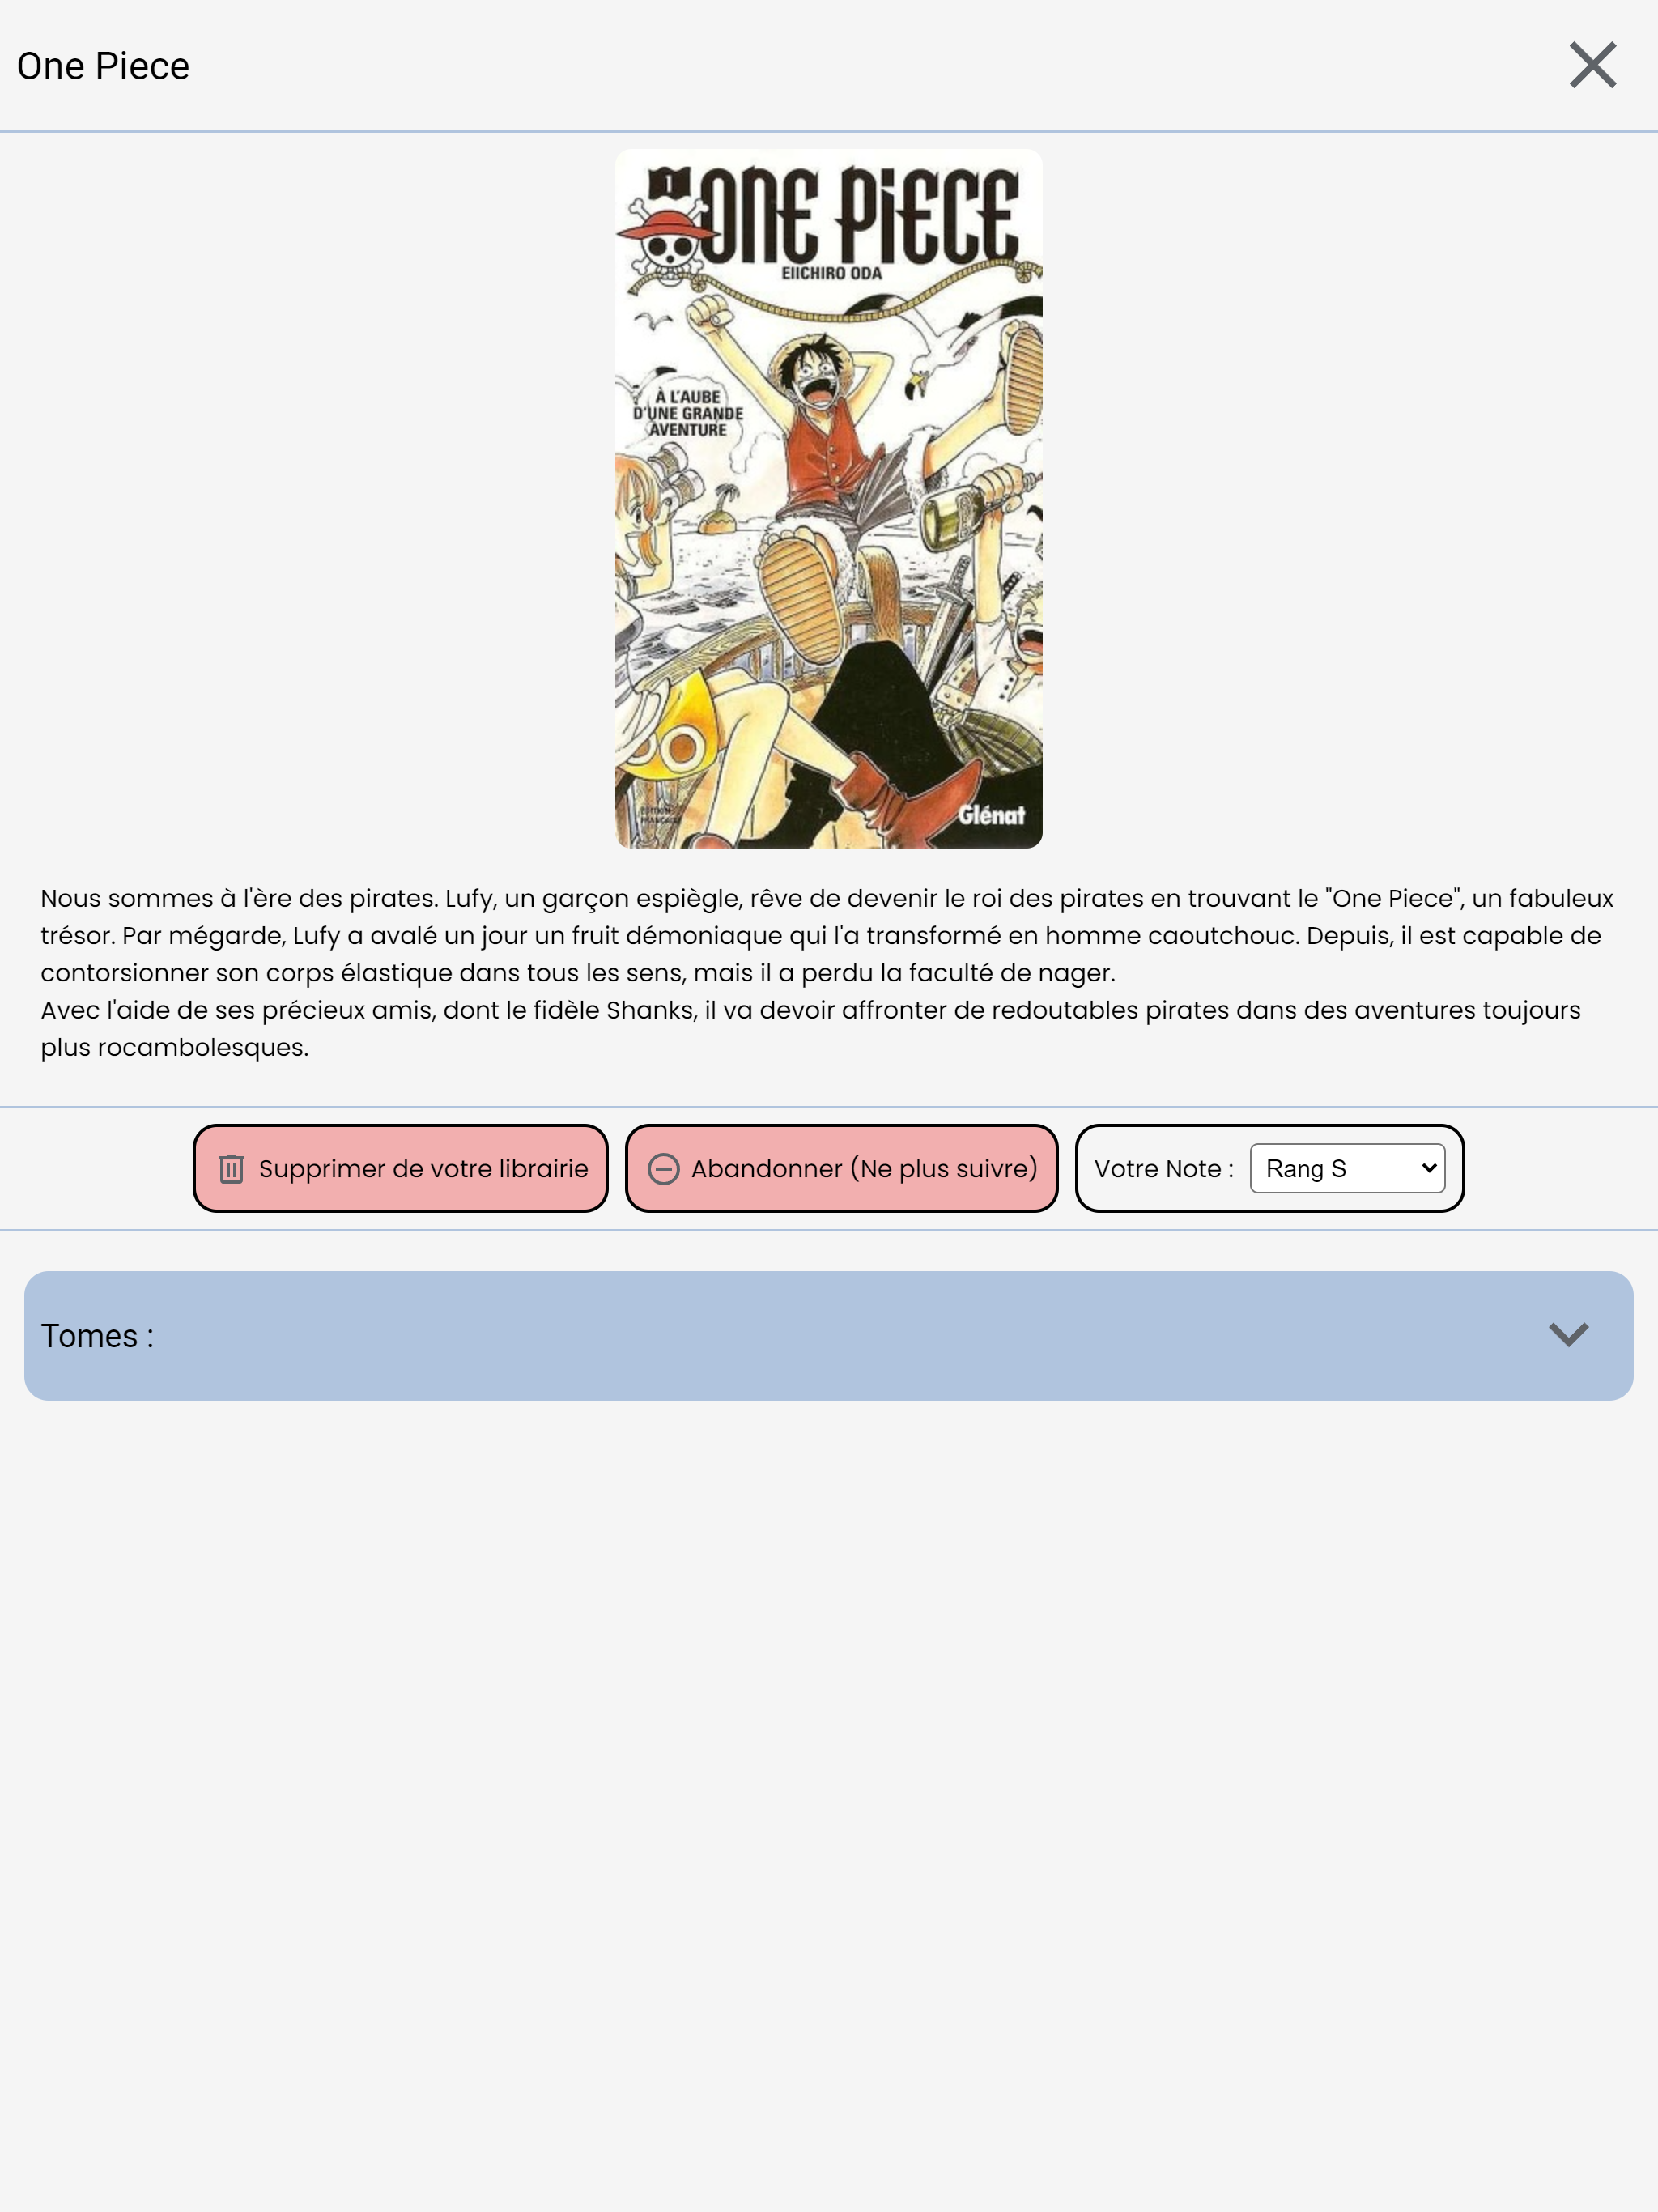 One Piece
1
ONE PIECE
EIICHIRO ODA
À L'AUBE
D'UNE GRANDE
AVENTURE
ÉDITION
FRANÇAISE
Glénat
Nous sommes à l'ère des pirates. Lufy, un garçon espiègle, rêve de devenir le roi des pirates en trouvant le "One Piece", un fabuleux
trésor. Par mégarde, Lufy a avalé un jour un fruit démoniaque qui l'a transformé en homme caoutchouc. Depuis, il est capable de
contorsionner son corps élastique dans tous les sens, mais il a perdu la faculté de nager.
Avec l'aide de ses précieux amis, dont le fidèle Shanks, il va devoir affronter de redoutables pirates dans des aventures toujours
plus rocambolesques.
Supprimer de votre librairie
Abandonner (Ne plus suivre)
Votre Note :
Rang S
Tomes :